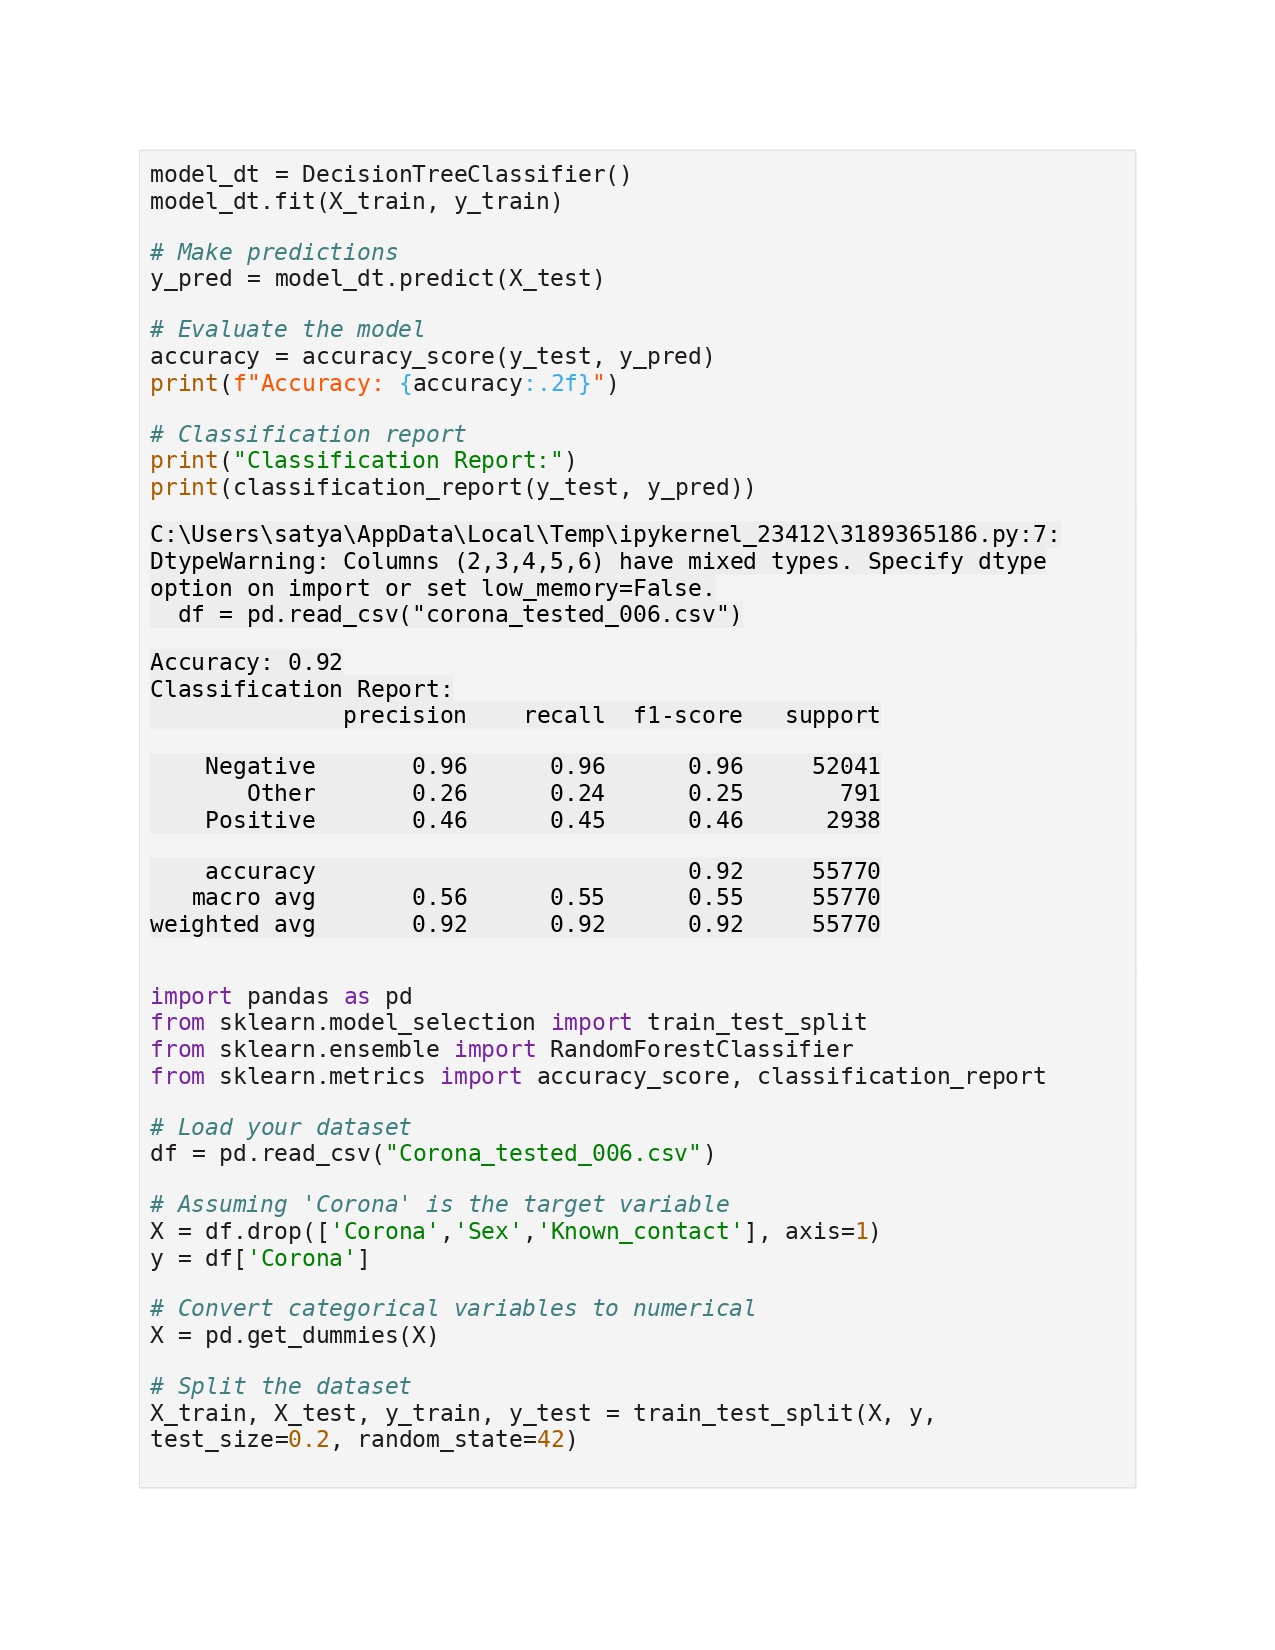 model_dt = DecisionTreeClassifier()
model_dt.fit(X_train, y_train)
# Make predictions
y_pred = model_dt.predict(X_test)
# Evaluate the model
accuracy = accuracy_score(y_test, y_pred)
print(f"Accuracy: {accuracy:.2f}")
# Classification report
print("Classification Report:")
print(classification_report(y_test, y_pred))
C:\Users\satya\AppData\Local\Temp\ipykernel_23412\3189365186.py:7:
DtypeWarning: Columns (2,3,4,5,6) have mixed types. Specify dtype
option on import or set low_memory=False.
  df = pd.read_csv("corona_tested_006.csv")
Accuracy: 0.92
Classification Report:
              precision    recall  f1-score   support
    Negative       0.96      0.96      0.96     52041
       Other       0.26      0.24      0.25       791
    Positive       0.46      0.45      0.46      2938
    accuracy                           0.92     55770
   macro avg       0.56      0.55      0.55     55770
weighted avg       0.92      0.92      0.92     55770
import pandas as pd
from sklearn.model_selection import train_test_split
from sklearn.ensemble import RandomForestClassifier
from sklearn.metrics import accuracy_score, classification_report
# Load your dataset
df = pd.read_csv("Corona_tested_006.csv")
# Assuming 'Corona' is the target variable
X = df.drop(['Corona','Sex','Known_contact'], axis=1)
y = df['Corona']
# Convert categorical variables to numerical
X = pd.get_dummies(X)
# Split the dataset
X_train, X_test, y_train, y_test = train_test_split(X, y,
test_size=0.2, random_state=42)